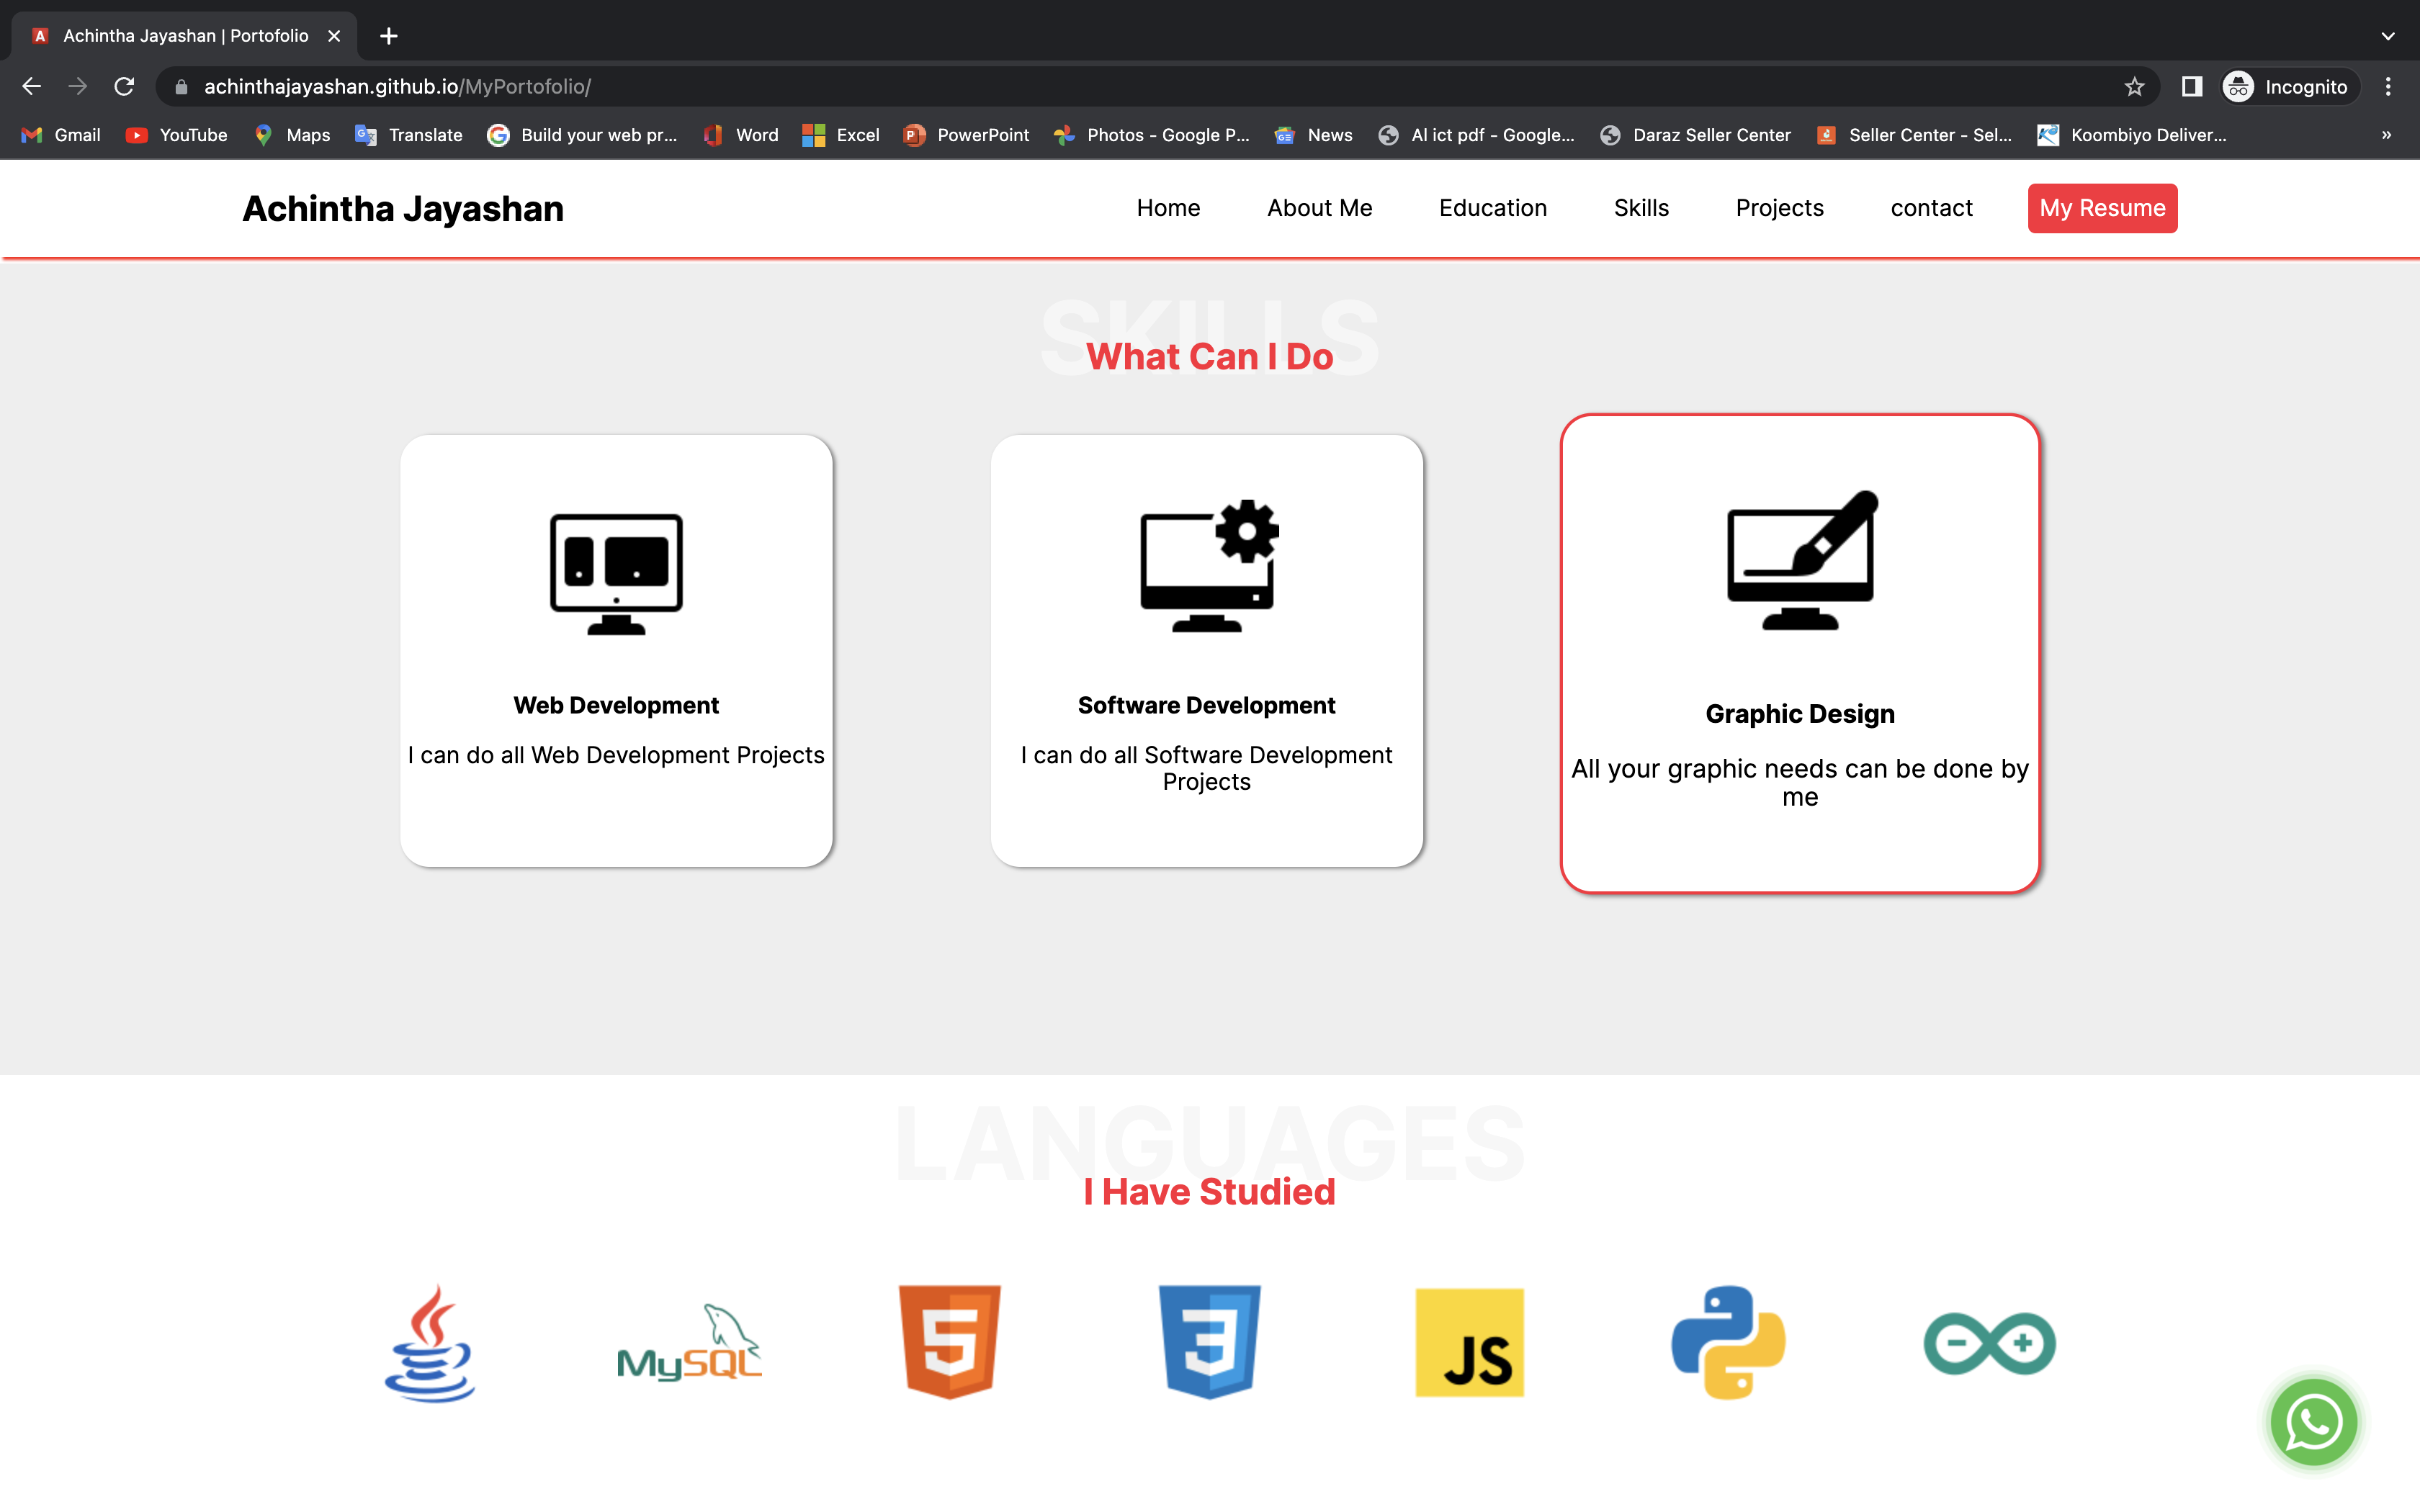 Achintha Jayashan | Portofolio
achinthajayashan.github.io/MyPortofolio/
Incognito
Gmail YouTube Maps Translate Build your web pr... Word Excel PowerPoint Photos - Google P... News Al ict pdf - Google... Daraz Seller Center Seller Center - Sel... Koombiyo Deliver... »
Achintha Jayashan Home About Me Education Skills Projects contact My Resume
SKILLS
What Can I Do
Web Development
I can do all Web Development Projects
Software Development
I can do all Software Development
Projects
Graphic Design
All your graphic needs can be done by
me
LANGUAGES
I Have Studied
MySQL
5
3
JS